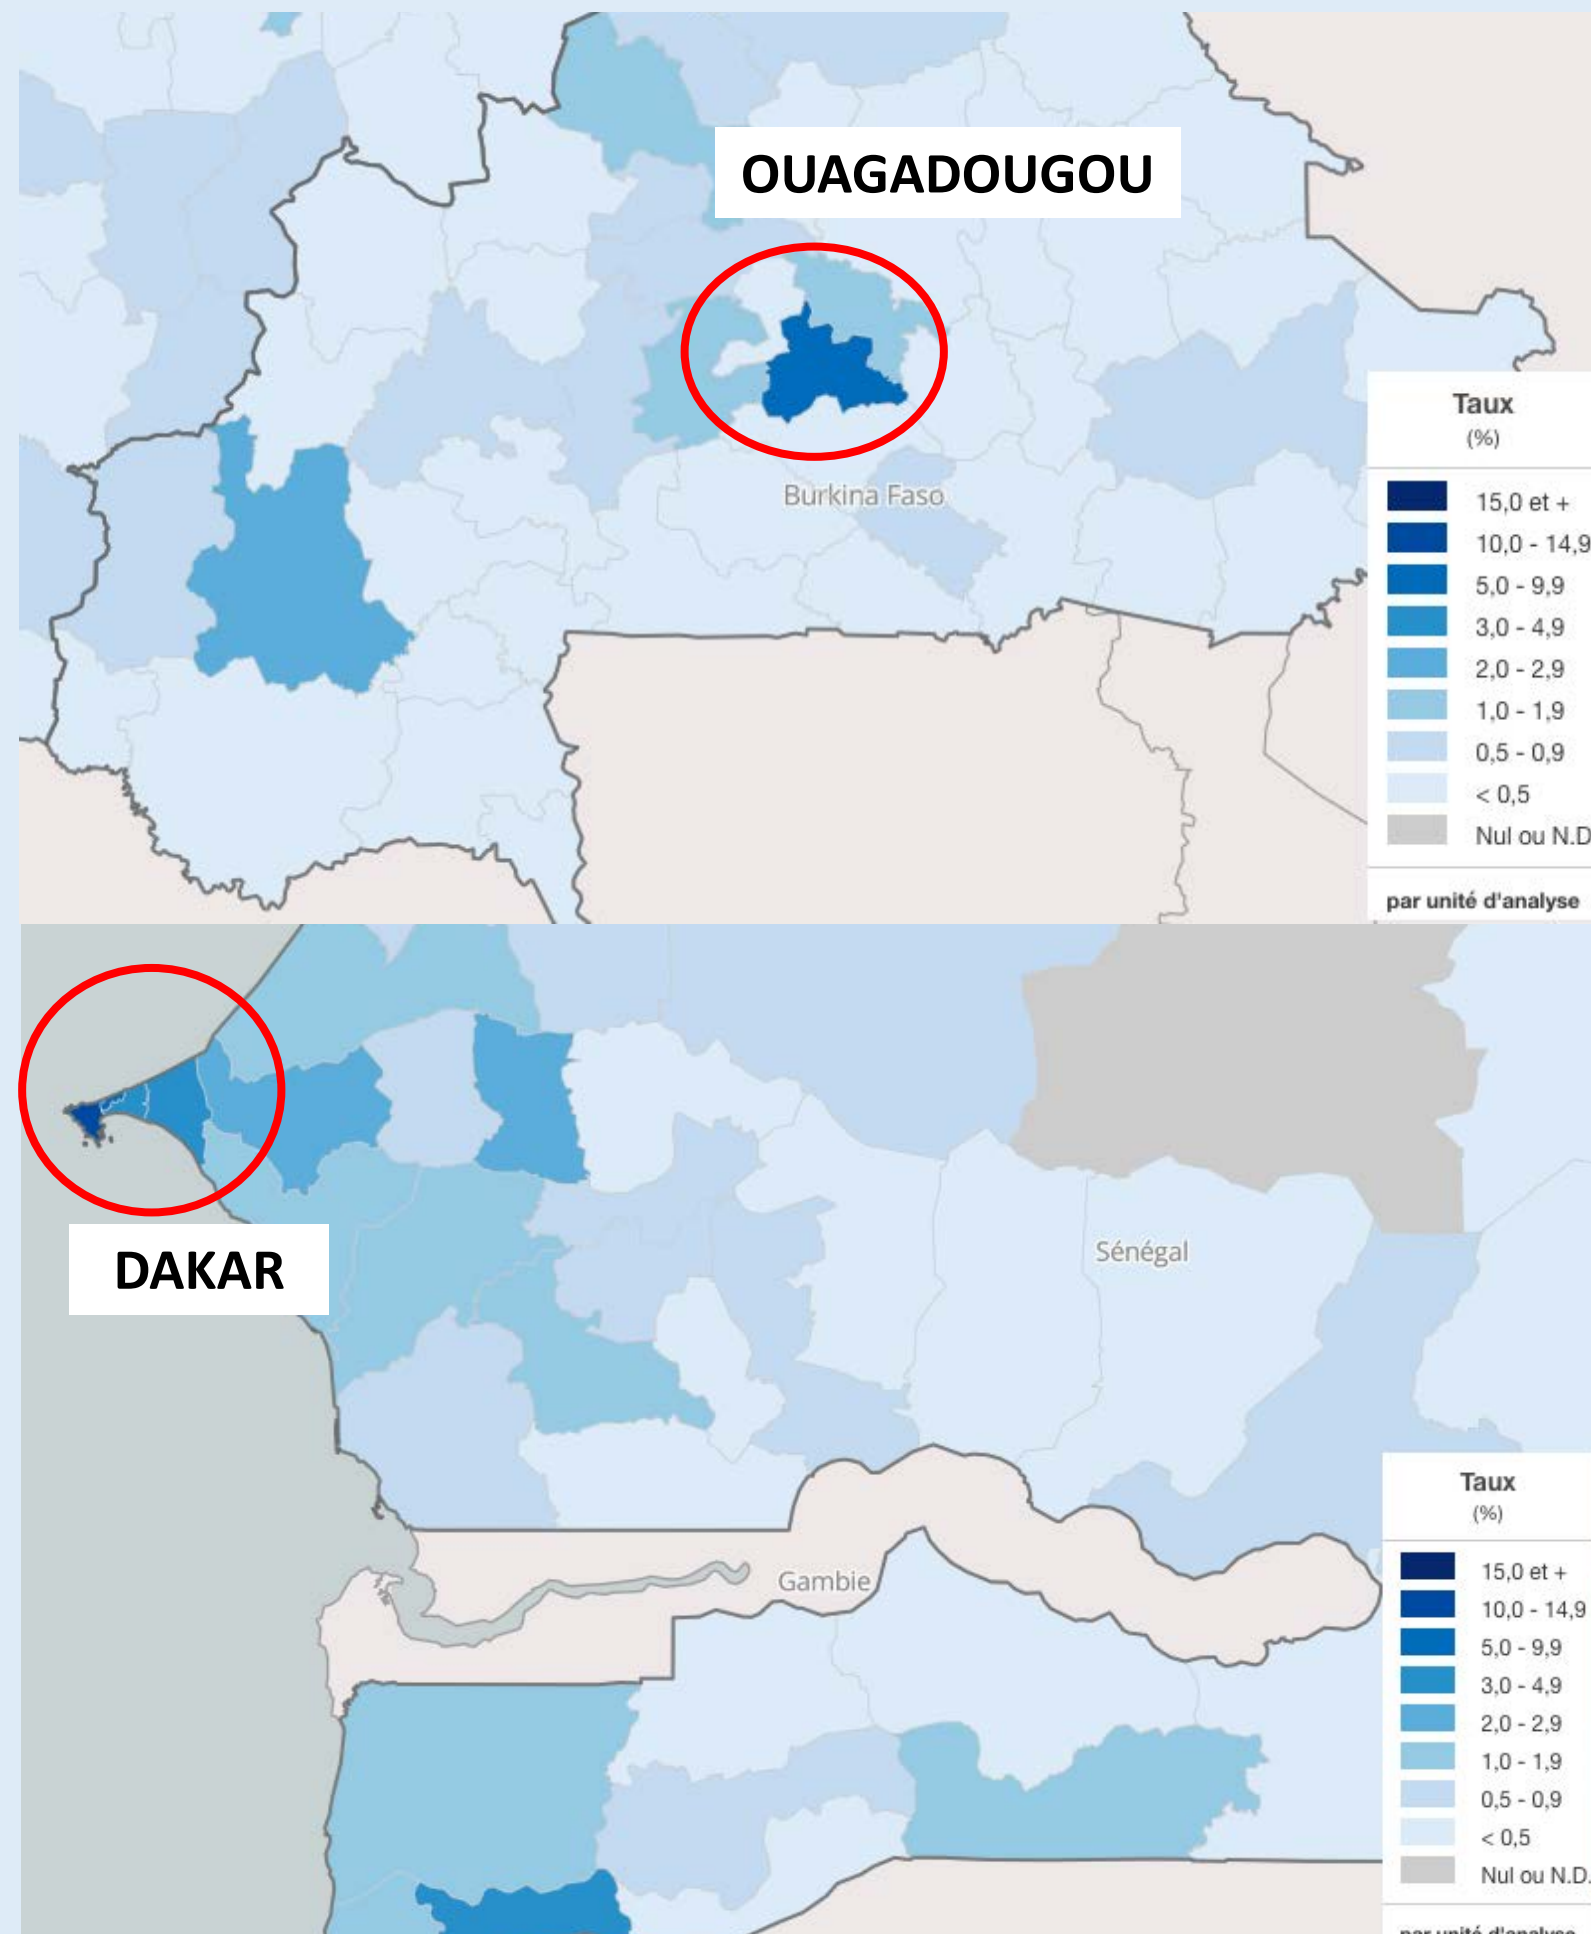 OUAGADOUGOU
Burkina Faso
Taux
(%)
15,0 et +
10,0 - 14,9
5,0 - 9,9
3,0 - 4,9
2,0 - 2,9
1,0 - 1,9
0,5 - 0,9
< 0,5
Nul ou N.D
par unité d'analyse
DAKAR
Sénégal
Gambie
Taux
(%)
15,0 et +
10,0 - 14,9
5,0 - 9,9
3,0 - 4,9
2,0 - 2,9
1,0 - 1,9
0,5 - 0,9
< 0,5
Nul ou N.D.
par unité d'analyse